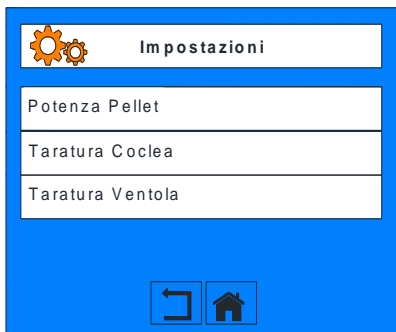 Impostazioni
Potenza Pellet
Taratura Coclea
Taratura Ventola